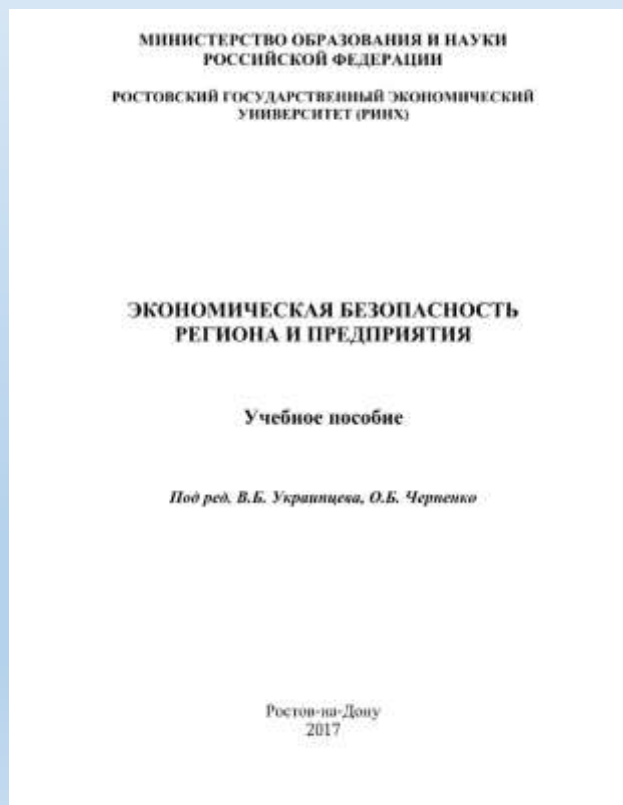 МИНИСТЕРСТВО ОБРАЗОВАНИЯ И НАУКИ
РОССИЙСКОЙ ФЕДЕРАЦИИ
РОСТОВСКИЙ ГОСУДАРСТВЕННЫЙ ЭКОНОМИЧЕСКИЙ
УНИВЕРСИТЕТ (РИНХ)
ЭКОНОМИЧЕСКАЯ БЕЗОПАСНОСТЬ
РЕГИОНА И ПРЕДПРИЯТИЯ
Учебное пособие
Под ред. В.Б. Украинцева, О.Б. Черненко
Ростов-на-Дону
2017